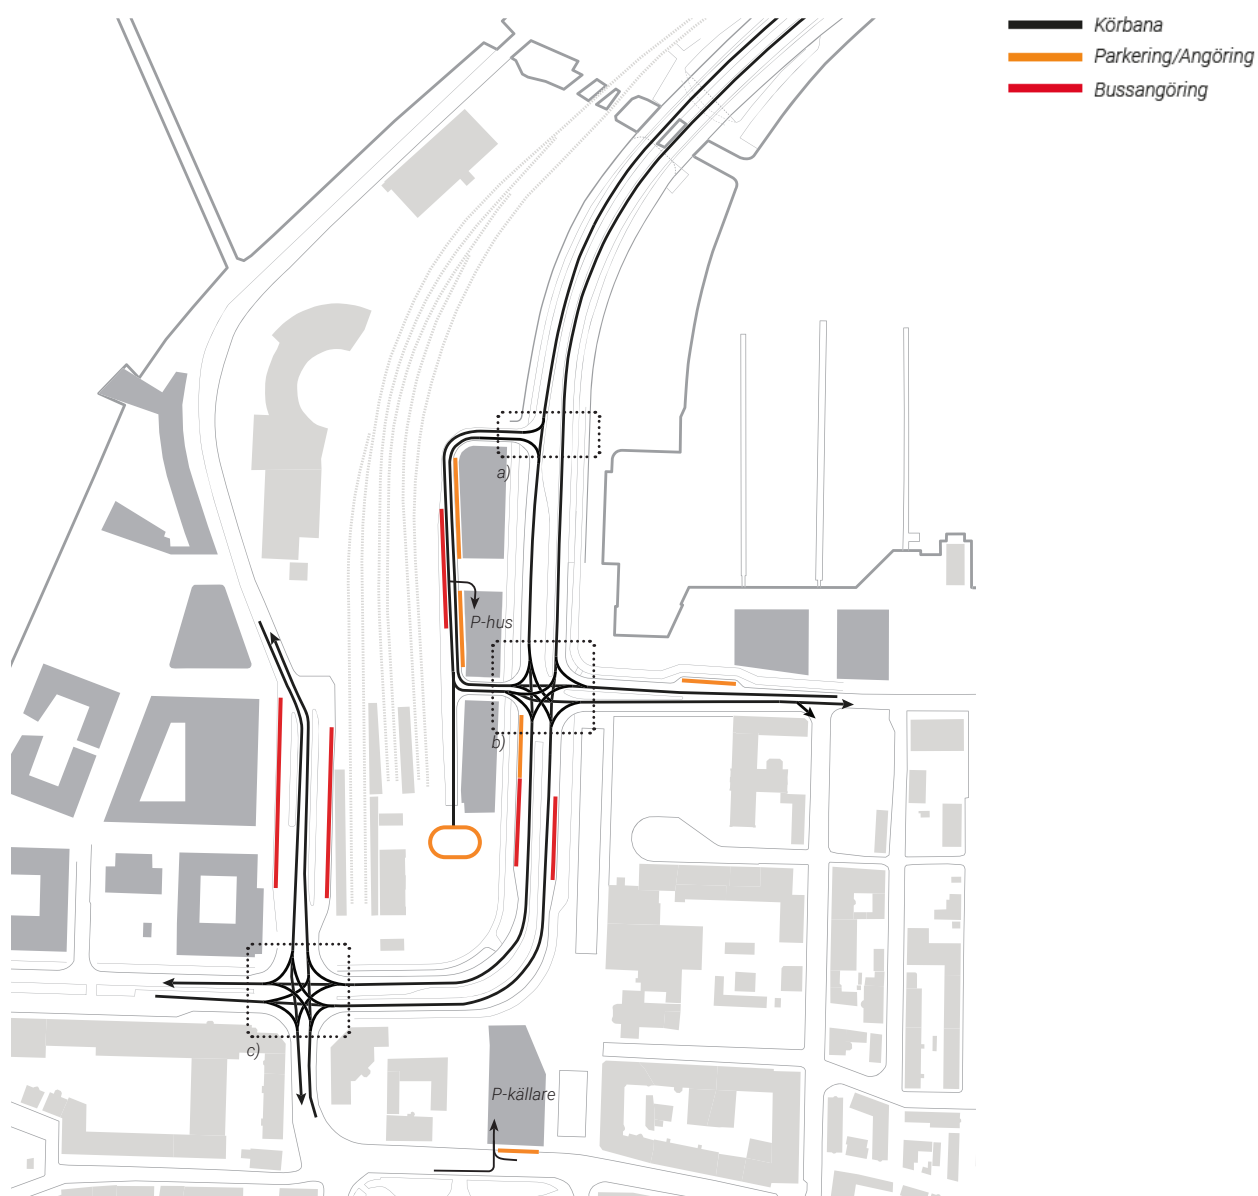 Körbana
Parkering/Angöring
Bussangöring
a)
P-hus
b)
c)
P-källare